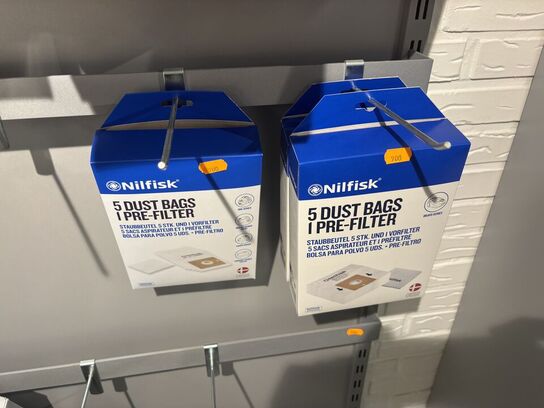 Nilfisk
5 DUST BAGS
1 PRE-FILTER
STAUBBEUTEL 5 STK. UND 1 VORFILTER
5 SACS ASPIRATEUR ET 1 PRÉFILTRE
BOLSA PARA POLVO 5 UDS. - PRE-FILTRO
Nilfisk
5 DUST BAGS
1 PRE-FILTER
STAUBBEUTEL 5 STK. UND 1 VORFILTER
5 SACS ASPIRATEUR ET 1 PRÉFILTRE
BOLSA PARA POLVO 5 UDS. - PRE-FILTRO